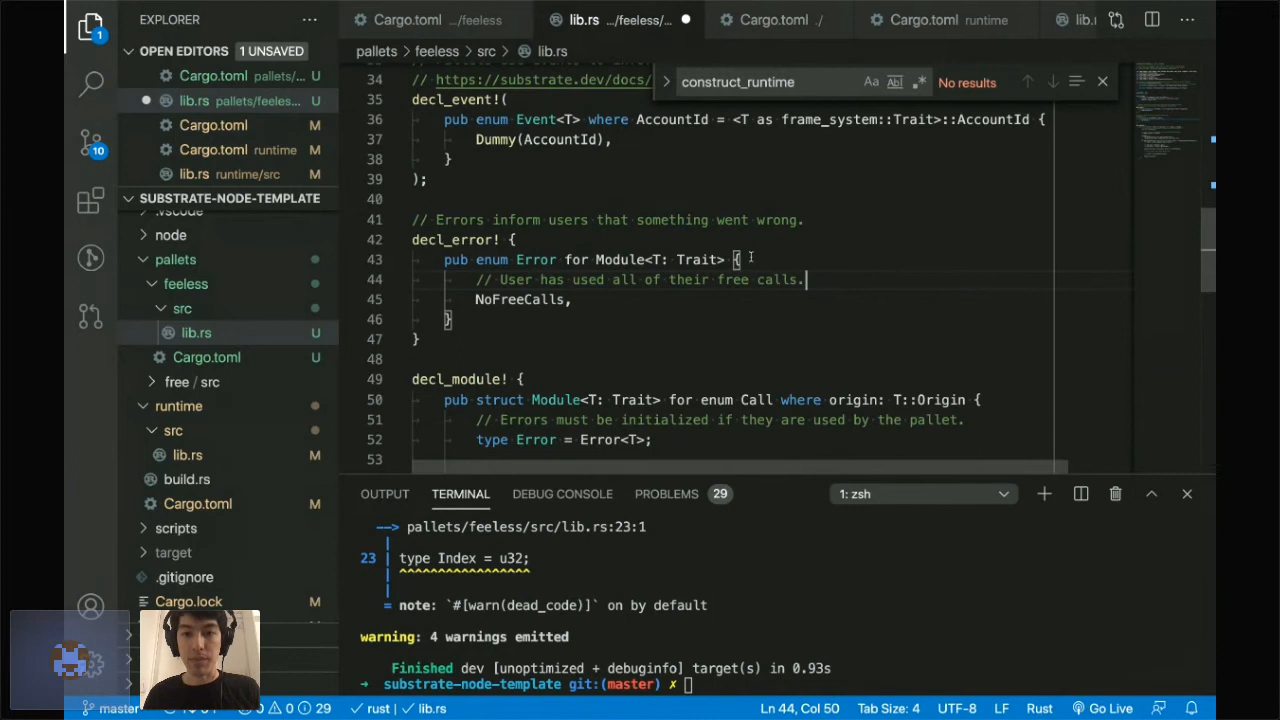 EXPLORER
Cargo.toml .../feeless
lib.rs .../feeless/...
Cargo.toml ./
Cargo.toml runtime
lib.
OPEN EDITORS 1 UNSAVED
Cargo.toml pallets/... U
lib.rs pallets/feeles... U
Cargo.toml M
Cargo.toml runtime M
lib.rs runtime/src M
SUBSTRATE-NODE-TEMPLATE
.vscode
node
pallets
feeless
src
lib.rs U
Cargo.toml U
free / src
runtime
src
lib.rs M
build.rs
Cargo.toml M
scripts
target
.gitignore
Cargo.lock M
1
10
pallets > feeless > src > lib.rs
construct_runtime Aa Abl .* No results
34 // https://substrate.dev/docs/
35 decl_event!(
36 pub enum Event<T> where AccountId = <T as frame_system::Trait>::AccountId {
37 Dummy(AccountId),
38 }
39 );
40
41 // Errors inform users that something went wrong.
42 decl_error! {
43 pub enum Error for Module<T: Trait> {
44 // User has used all of their free calls.
45 NoFreeCalls,
46 }
47 }
48
49 decl_module! {
50 pub struct Module<T: Trait> for enum Call where origin: T::Origin {
51 // Errors must be initialized if they are used by the pallet.
52 type Error = Error<T>;
53
OUTPUT TERMINAL DEBUG CONSOLE PROBLEMS 29 1: zsh
--> pallets/feeless/src/lib.rs:23:1
|
23 | type Index = u32;
| ^^^^^^^^^^^^^^^^^
|
= note: `#[warn(dead_code)]` on by default
warning: 4 warnings emitted
Finished dev [unoptimized + debuginfo] target(s) in 0.93s
➜ substrate-node-template git:(master) ✗
master 0 29 ✓ rust | ✓ lib.rs Ln 44, Col 50 Tab Size: 4 UTF-8 LF Rust Go Live